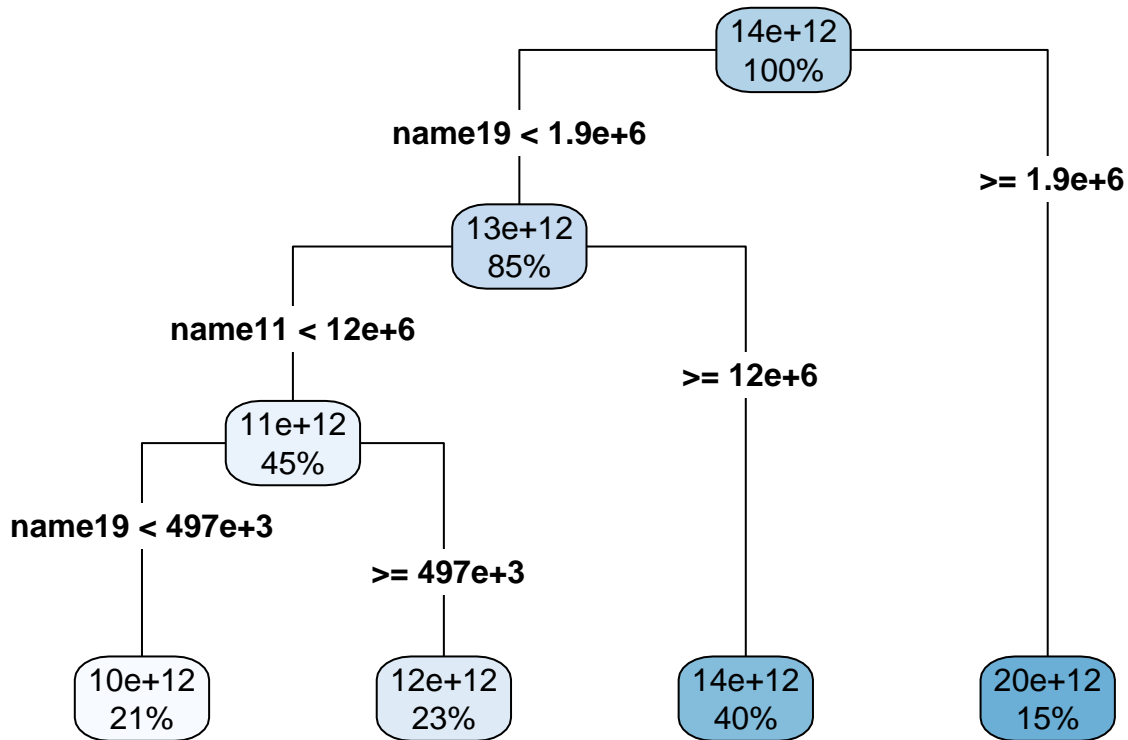 14e+12
100%
name19 < 1.9e+6
>= 1.9e+6
13e+12
85%
name11 < 12e+6
>= 12e+6
11e+12
45%
name19 < 497e+3
>= 497e+3
10e+12
21%
12e+12
23%
14e+12
40%
20e+12
15%